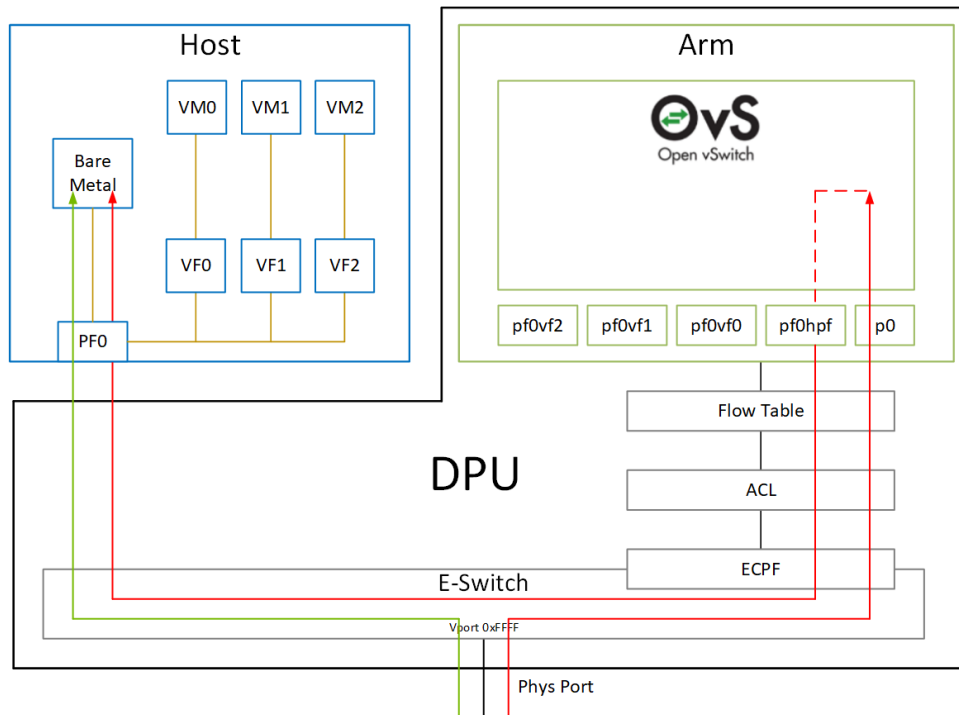 Host
VM0
VM1
VM2
Bare
Metal
VF0
VF1
VF2
PF0
Arm
OvS
Open vSwitch
pf0vf2
pf0vf1
pf0vf0
pf0hpf
p0
Flow Table
ACL
ECPF
DPU
E-Switch
Vport 0xFFFF
Phys Port